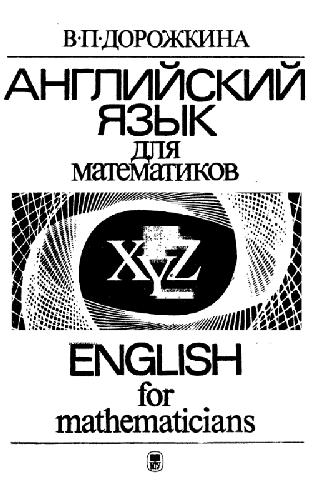 В·П·ДОРОЖКИНА
АНГЛИЙСКИЙ
ЯЗЫК
для
математиков
XYZ
ENGLISH
for
mathematicians